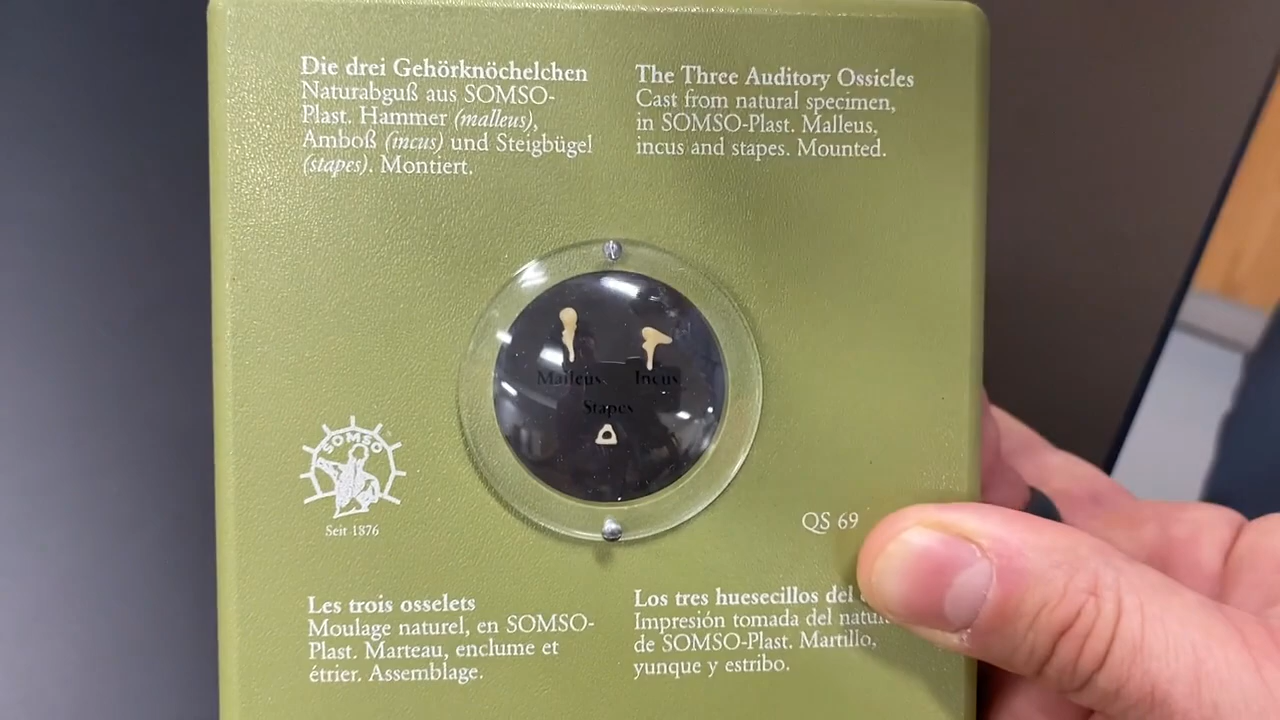 Die drei Gehörknöchelchen
Naturabguß aus SOMSO-
Plast. Hammer (malleus),
Amboß (incus) und Steigbügel
(stapes). Montiert.
The Three Auditory Ossicles
Cast from natural specimen,
in SOMSO-Plast. Malleus,
incus and stapes. Mounted.
Malleus Incus
Stapes
SOMSO
Seit 1876
QS 69
Les trois osselets
Moulage naturel, en SOMSO-
Plast. Marteau, enclume et
étrier. Assemblage.
Los tres huesecillos del
Impresión tomada del
de SOMSO-Plast. Martillo,
yunque y estribo.